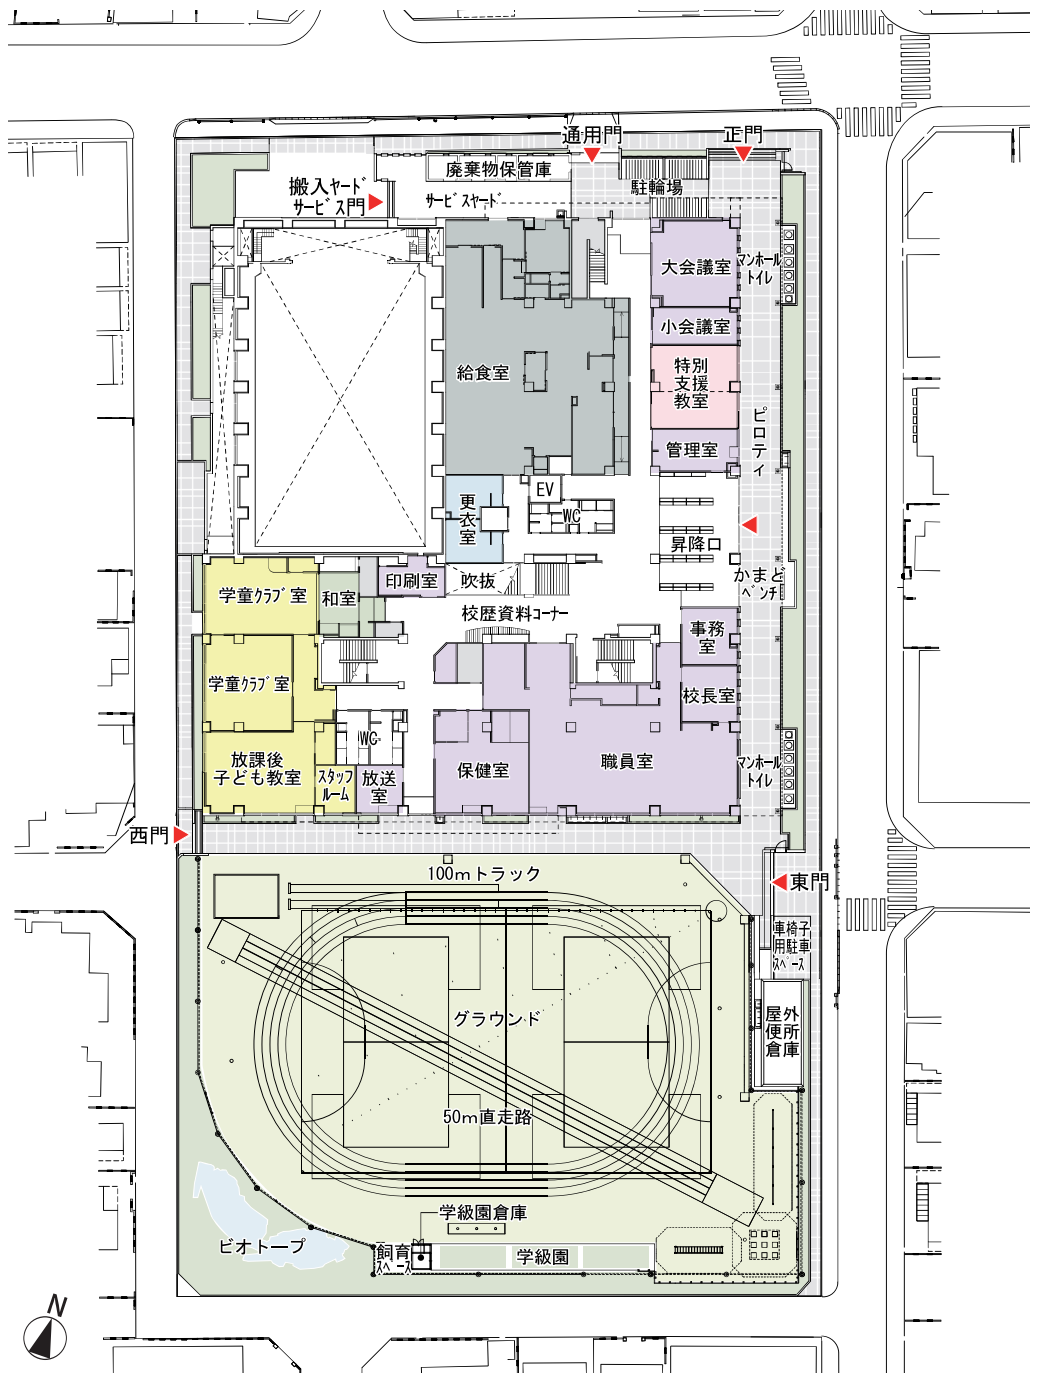 通用門
正門
廃棄物保管庫
搬入ヤード
サービス門
サービスヤード
駐輪場
大会議室
マンホール
トイレ
小会議室
給食室
特別
支援
教室
ピロティ
管理室
更衣室
EV
WC
昇降口
かまど
ベンチ
学童クラブ室
和室
印刷室
吹抜
校歴資料コーナー
事務
室
学童クラブ室
校長室
WC
放課後
子ども教室
スタッフ
ルーム
放送
室
保健室
職員室
マンホール
トイレ
西門
100mトラック
東門
車椅子
用駐車
スペース
グラウンド
屋外
便所
倉庫
50m直走路
学級園倉庫
ビオトープ
飼育
スペース
学級園
N